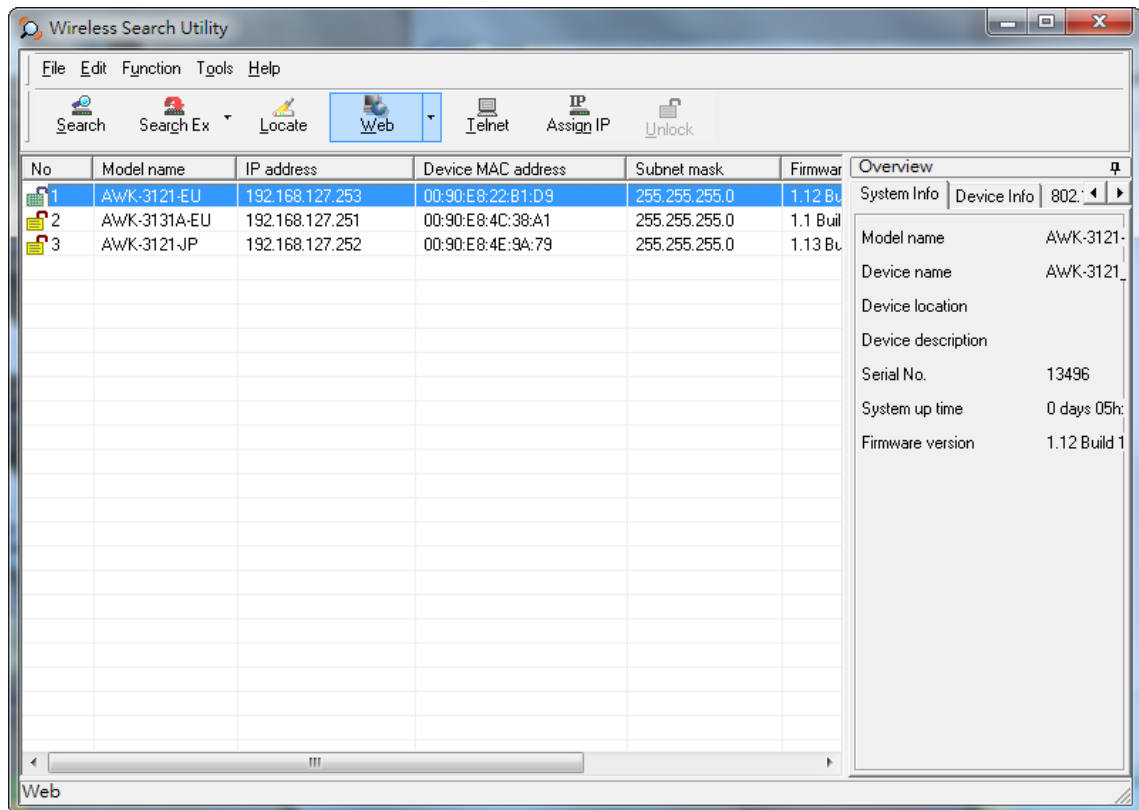 Wireless Search Utility
File Edit Function Tools Help
Search Search Ex Locate Web Telnet Assign IP Unlock
No Model name IP address Device MAC address Subnet mask Firmwar
1 AWK-3121-EU 192.168.127.253 00:90:E8:22:B1:D9 255.255.255.0 1.12 Bu
2 AWK-3131A-EU 192.168.127.251 00:90:E8:4C:38:A1 255.255.255.0 1.1 Buil
3 AWK-3121-JP 192.168.127.252 00:90:E8:4E:9A:79 255.255.255.0 1.13 Bu
Overview
System Info Device Info 802.1
Model name AWK-3121-
Device name AWK-3121_
Device location
Device description
Serial No. 13496
System up time 0 days 05h:
Firmware version 1.12 Build 1
Web